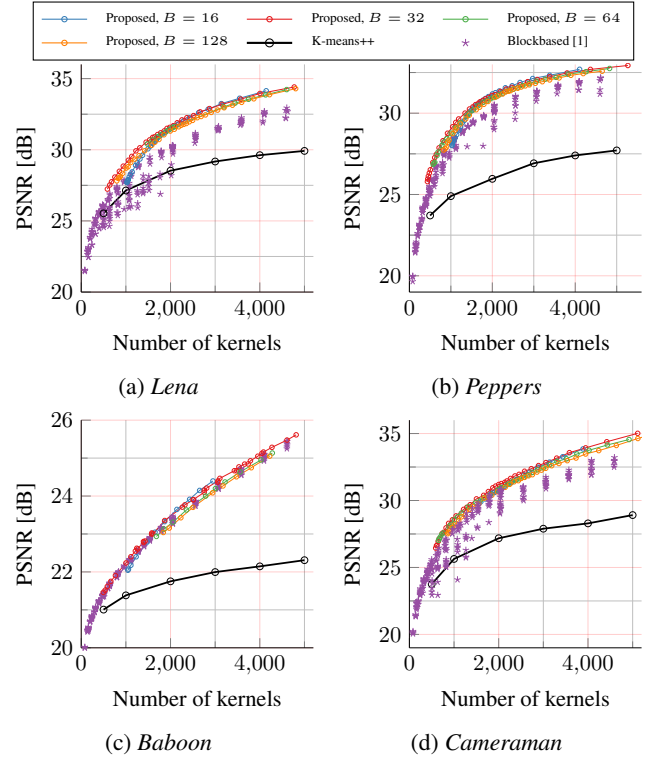 Proposed, B = 16 Proposed, B = 32 Proposed, B = 64
Proposed, B = 128 K-means++ Blockbased [1]
35
30
25
20
PSNR [dB]
0 2,000 4,000
Number of kernels
(a) Lena
30
25
20
PSNR [dB]
0 2,000 4,000
Number of kernels
(b) Peppers
26
24
22
20
PSNR [dB]
0 2,000 4,000
Number of kernels
(c) Baboon
35
30
25
20
PSNR [dB]
0 2,000 4,000
Number of kernels
(d) Cameraman